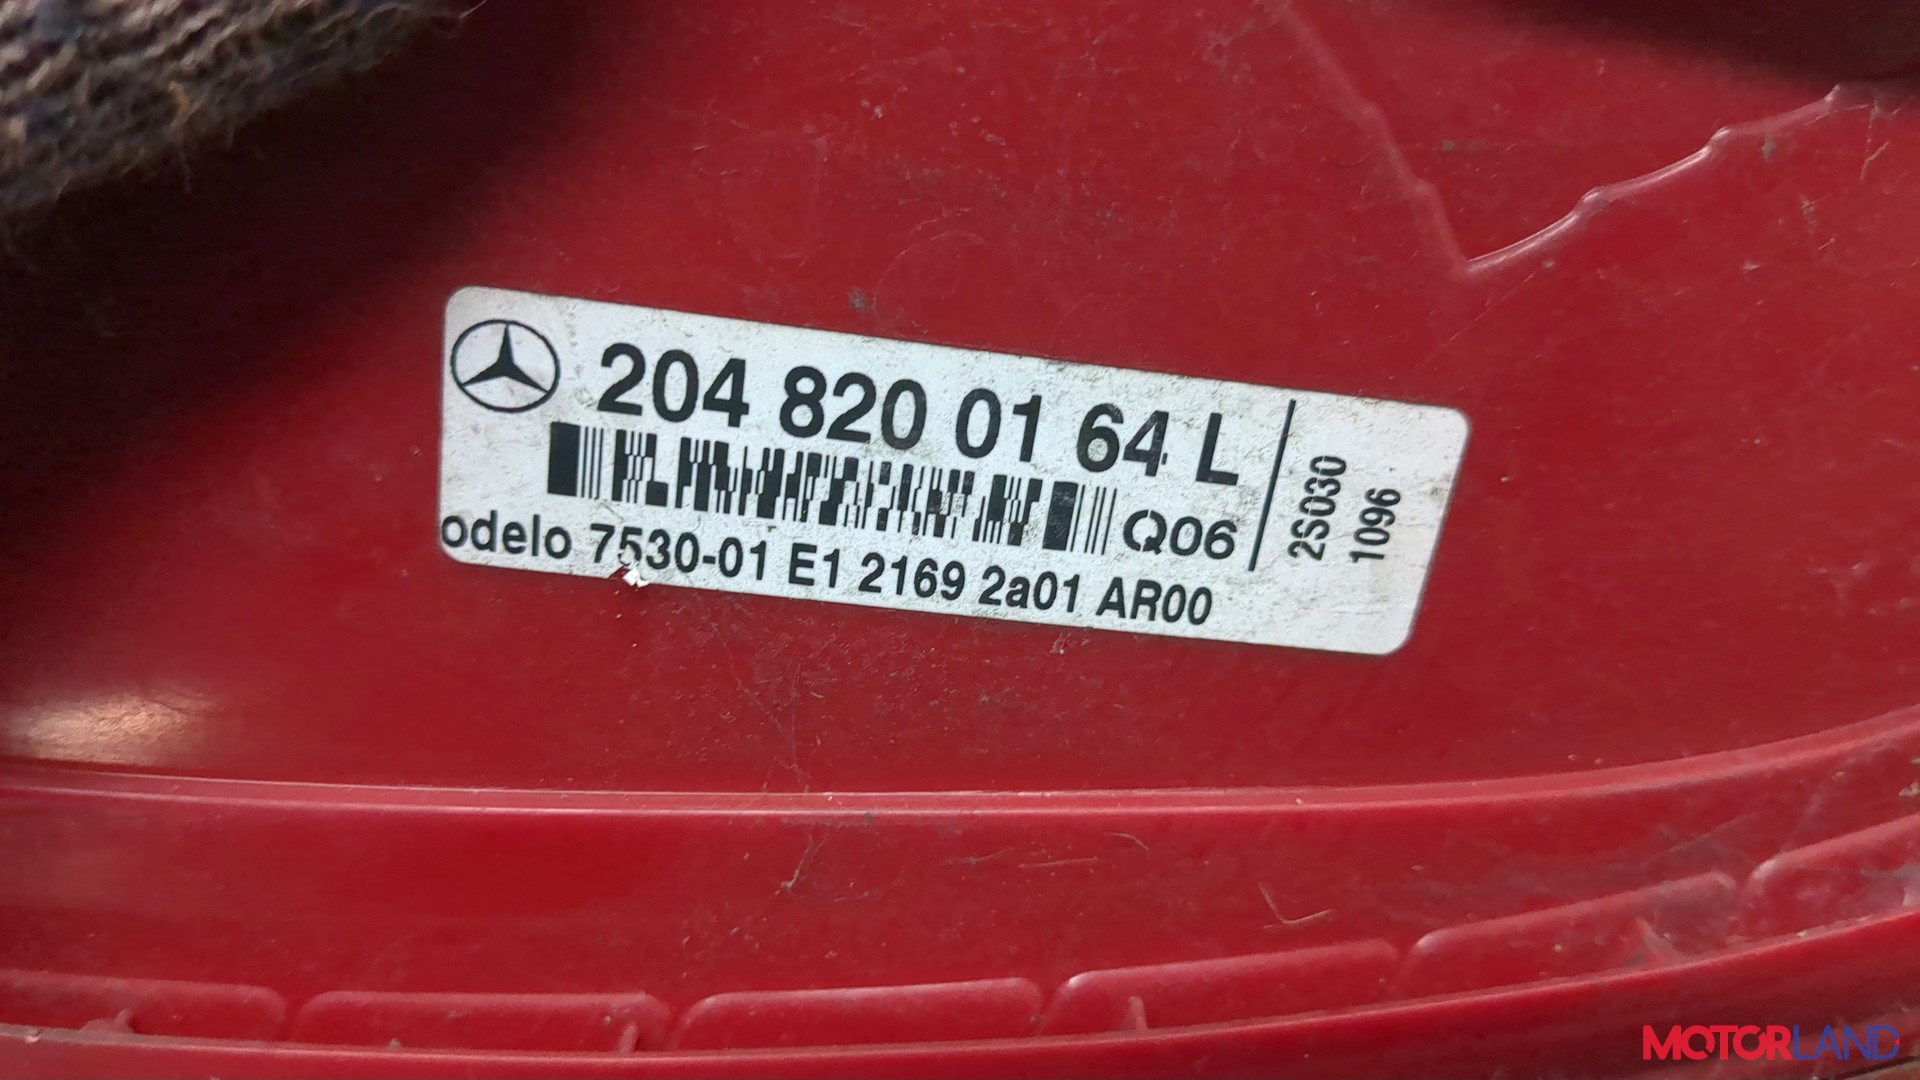 204 820 01 64 L
Q06
odelo 7530-01 E1 2169 2a01 AR00
2S030
1096
MOTORLAND